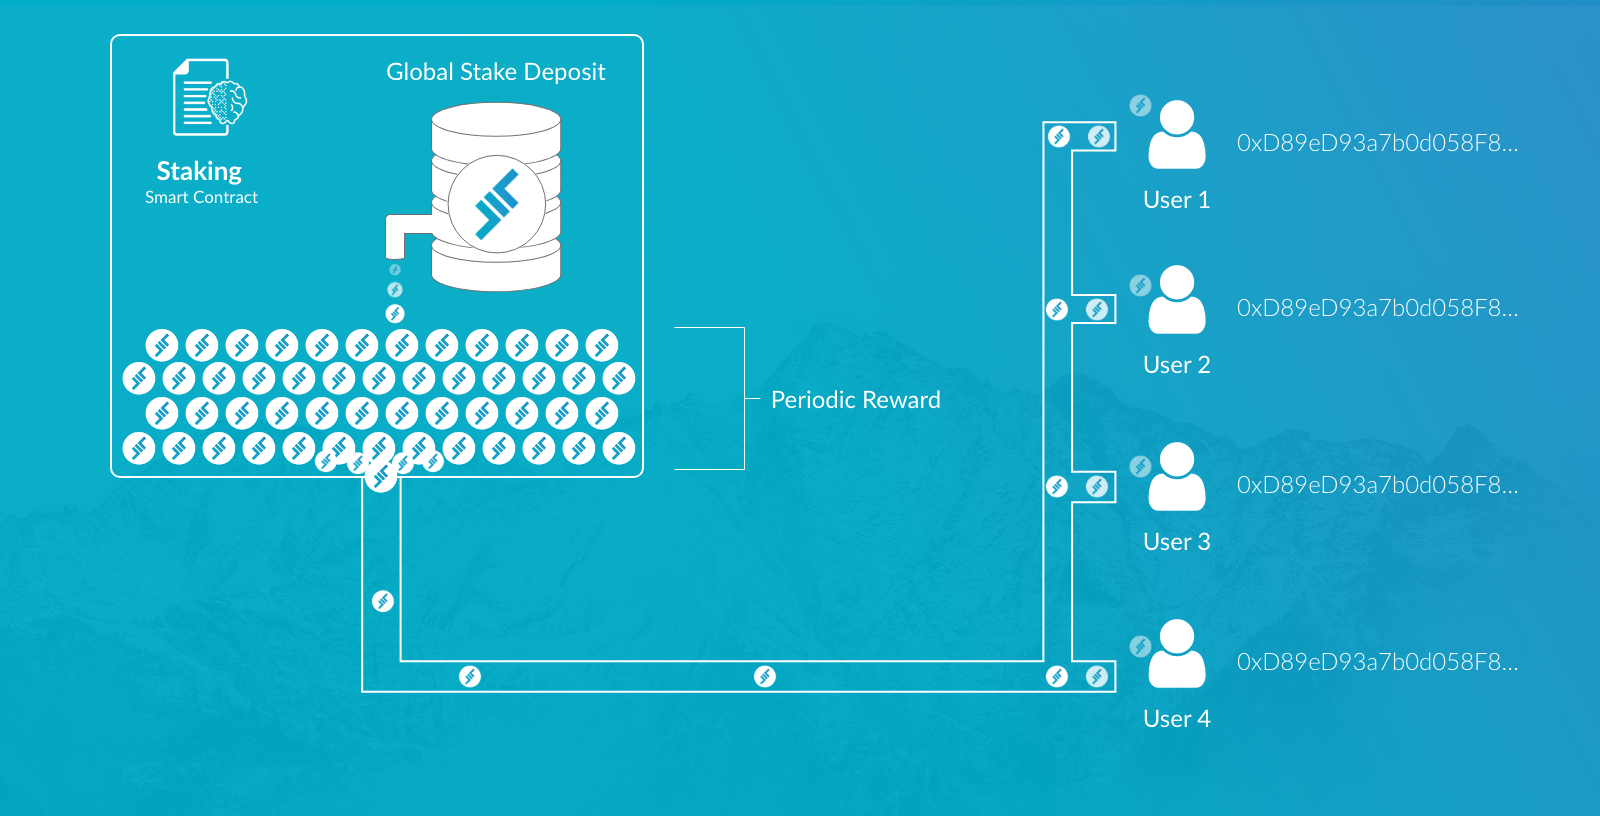 Global Stake Deposit
Staking
Smart Contract
Periodic Reward
0xD89eD93a7b0d058F8...
User 1
0xD89eD93a7b0d058F8...
User 2
0xD89eD93a7b0d058F8...
User 3
0xD89eD93a7b0d058F8...
User 4